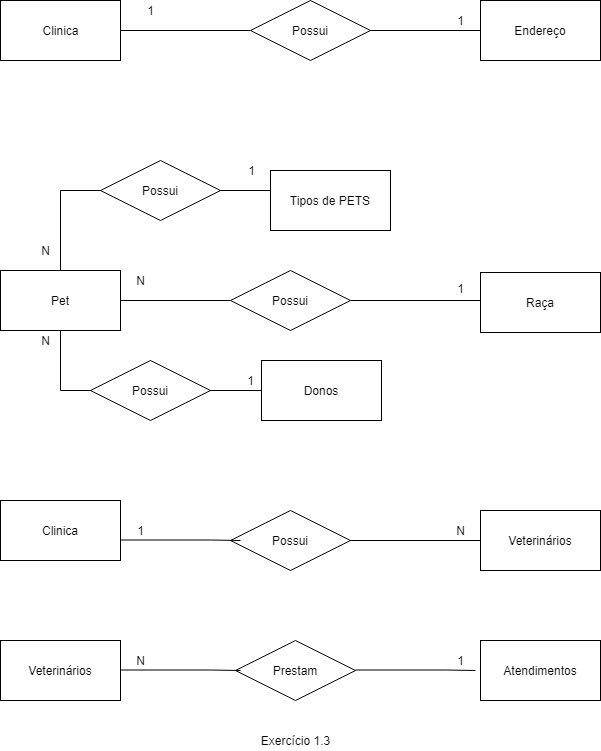 1
1
Clinica
Possui
Endereço
1
Possui
Tipos de PETS
N
N
1
Pet
Possui
Raça
N
1
Possui
Donos
Clinica
1
Possui
N
Veterinários
Veterinários
N
Prestam
1
Atendimentos
Exercício 1.3